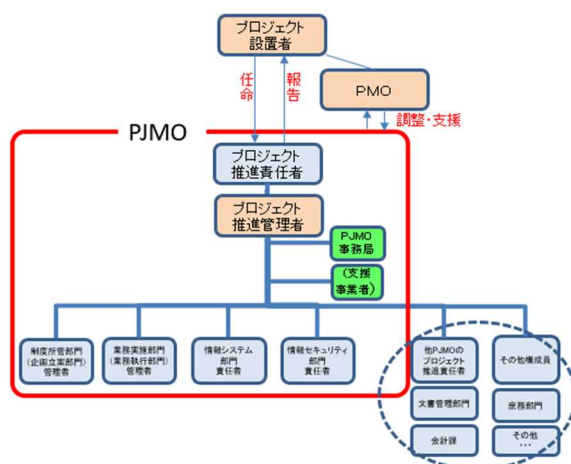 プロジェクト
設置者
任命
報告
PMO
調整・支援
PJMO
プロジェクト
推進責任者
プロジェクト
推進管理者
PJMO
事務局
(支援
事業者)
制度所管部門
(企画立案部門)
管理者
業務実施部門
(業務執行部門)
管理者
情報システム
部門
責任者
情報セキュリティ
部門
責任者
他PJMOの
プロジェクト
推進責任者
その他構成員
文書管理部門
庶務部門
会計課
その他
…